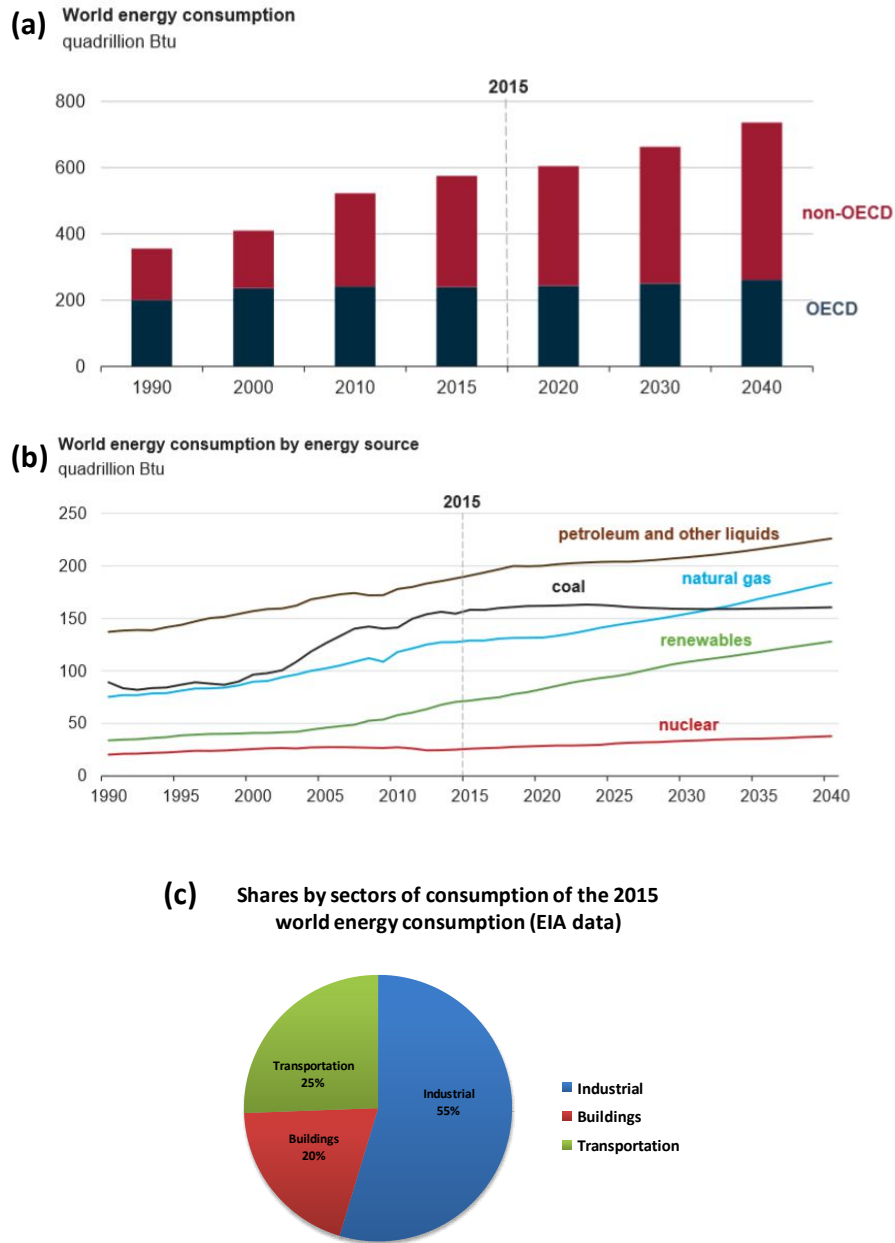 (a)
World energy consumption
quadrillion Btu
2015
800
600
400
200
0
non-OECD
OECD
1990 2000 2010 2015 2020 2030 2040
(b)
World energy consumption by energy source
quadrillion Btu
2015
250
200
150
100
50
0
petroleum and other liquids
natural gas
coal
renewables
nuclear
1990 1995 2000 2005 2010 2015 2020 2025 2030 2035 2040
(c)
Shares by sectors of consumption of the 2015
world energy consumption (EIA data)
Transportation
25%
Industrial
55%
Buildings
20%
Industrial
Buildings
Transportation